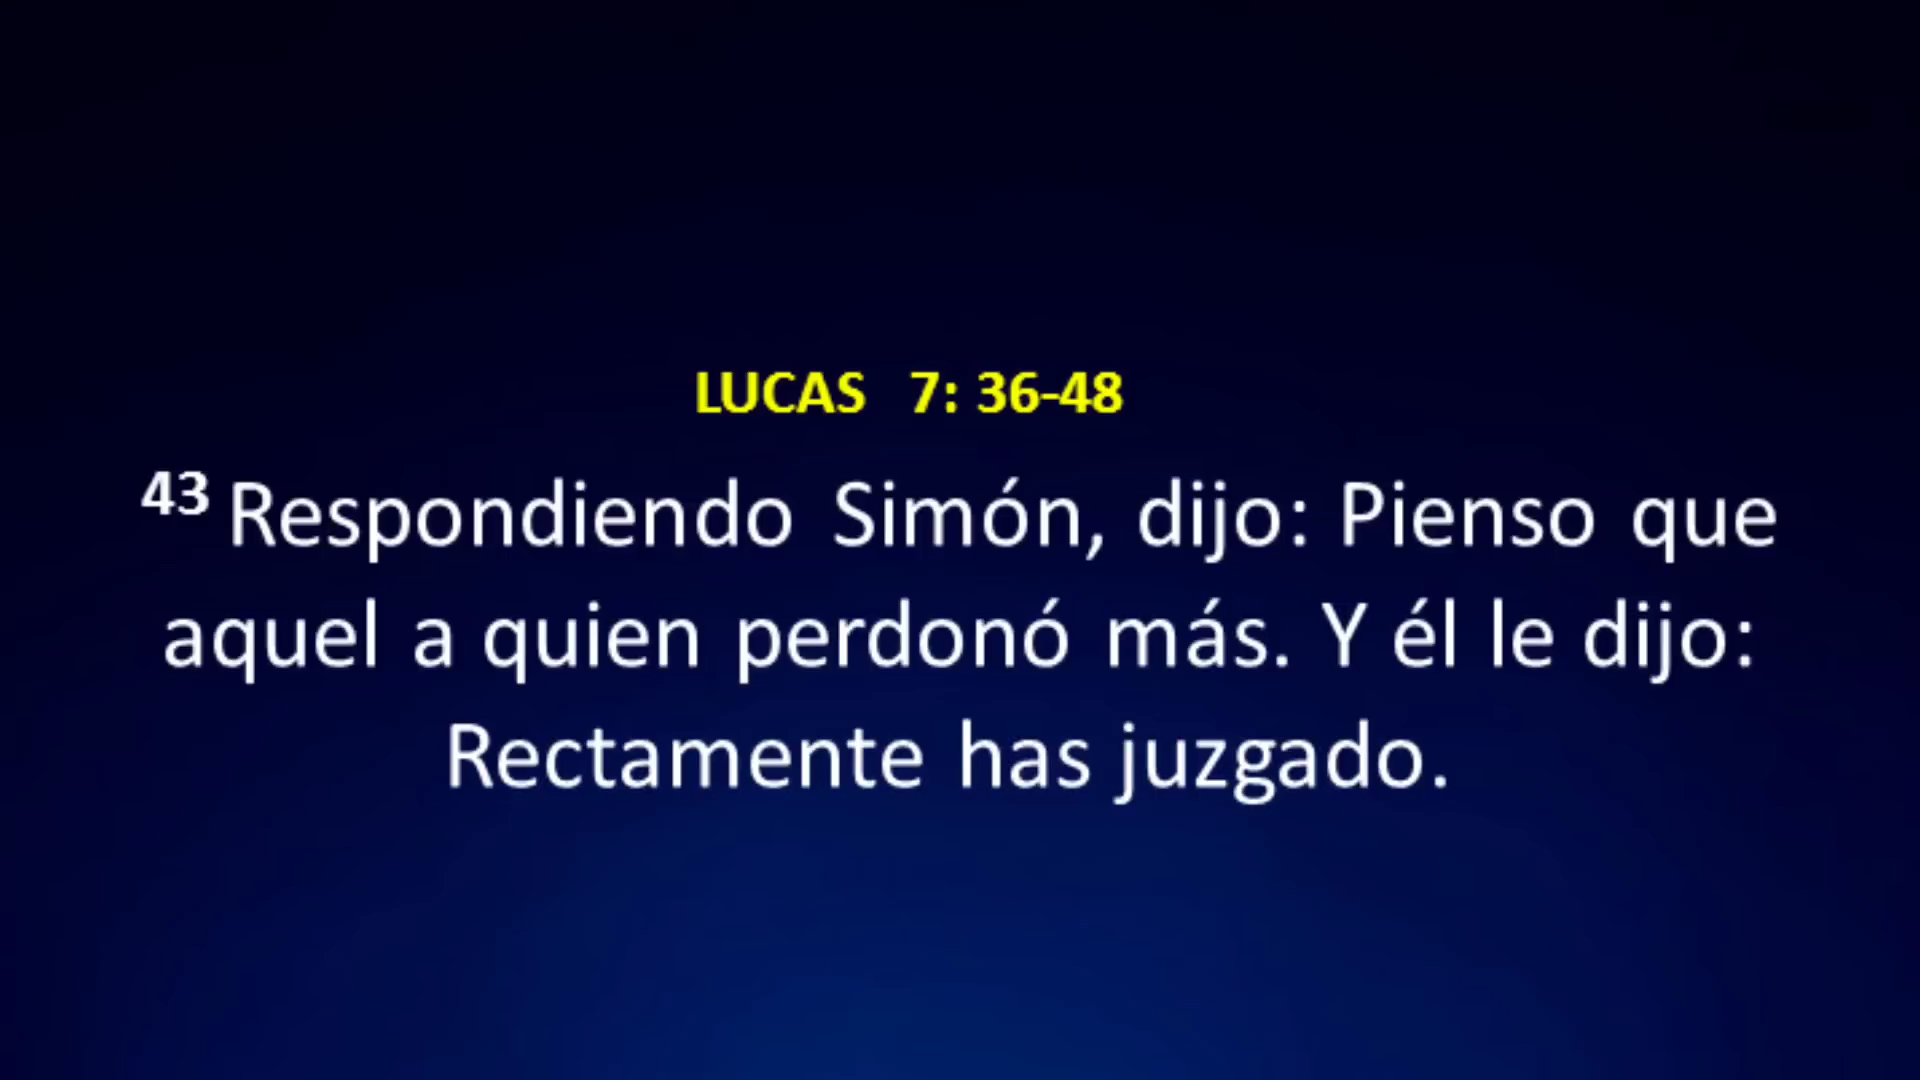 LUCAS 7: 36-48
43 Respondiendo Simón, dijo: Pienso que
aquel a quien perdonó más. Y él le dijo:
Rectamente has juzgado.